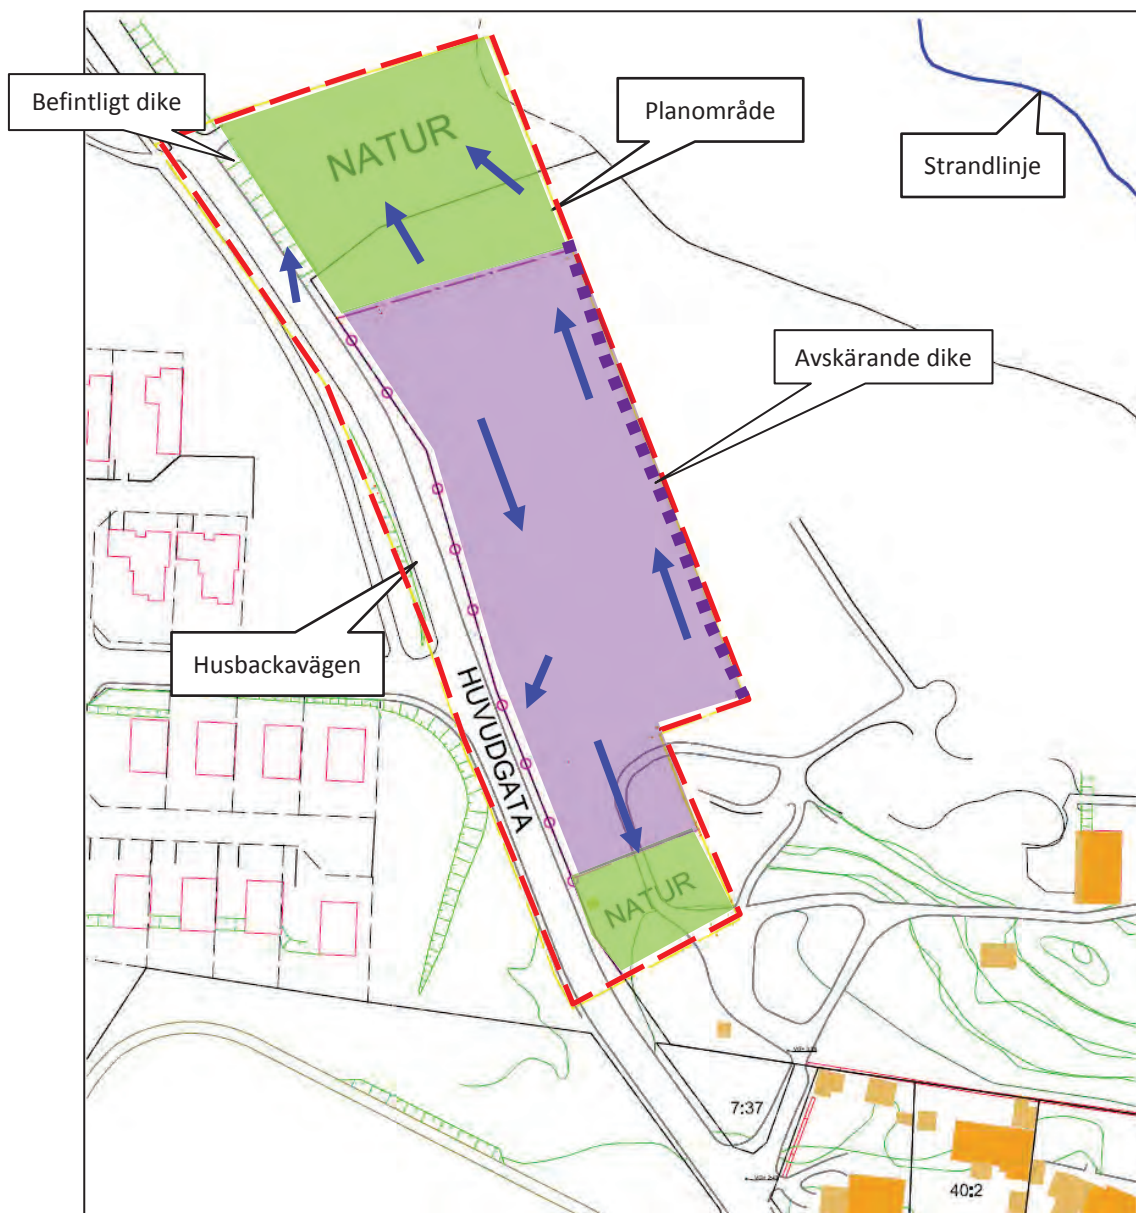 Befintligt dike
Planområde
Strandlinje
NATUR
Avskärande dike
Husbackavägen
HUVUDGATA
NATUR
7:37
40:2